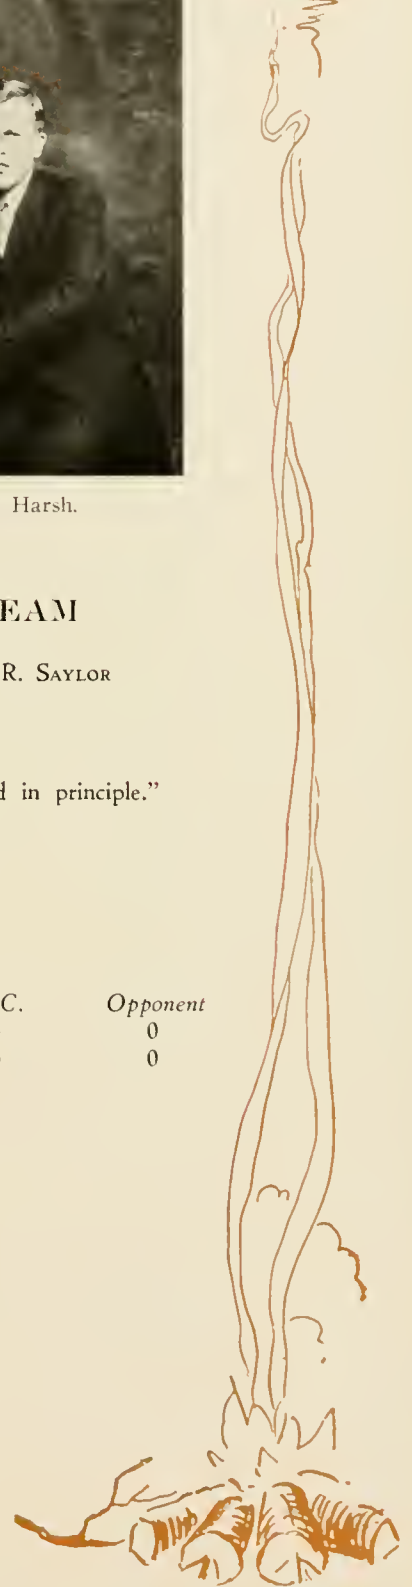 Harsh.
EAM
R. SAYLOR
d in principle.”
C. Opponent
0
0